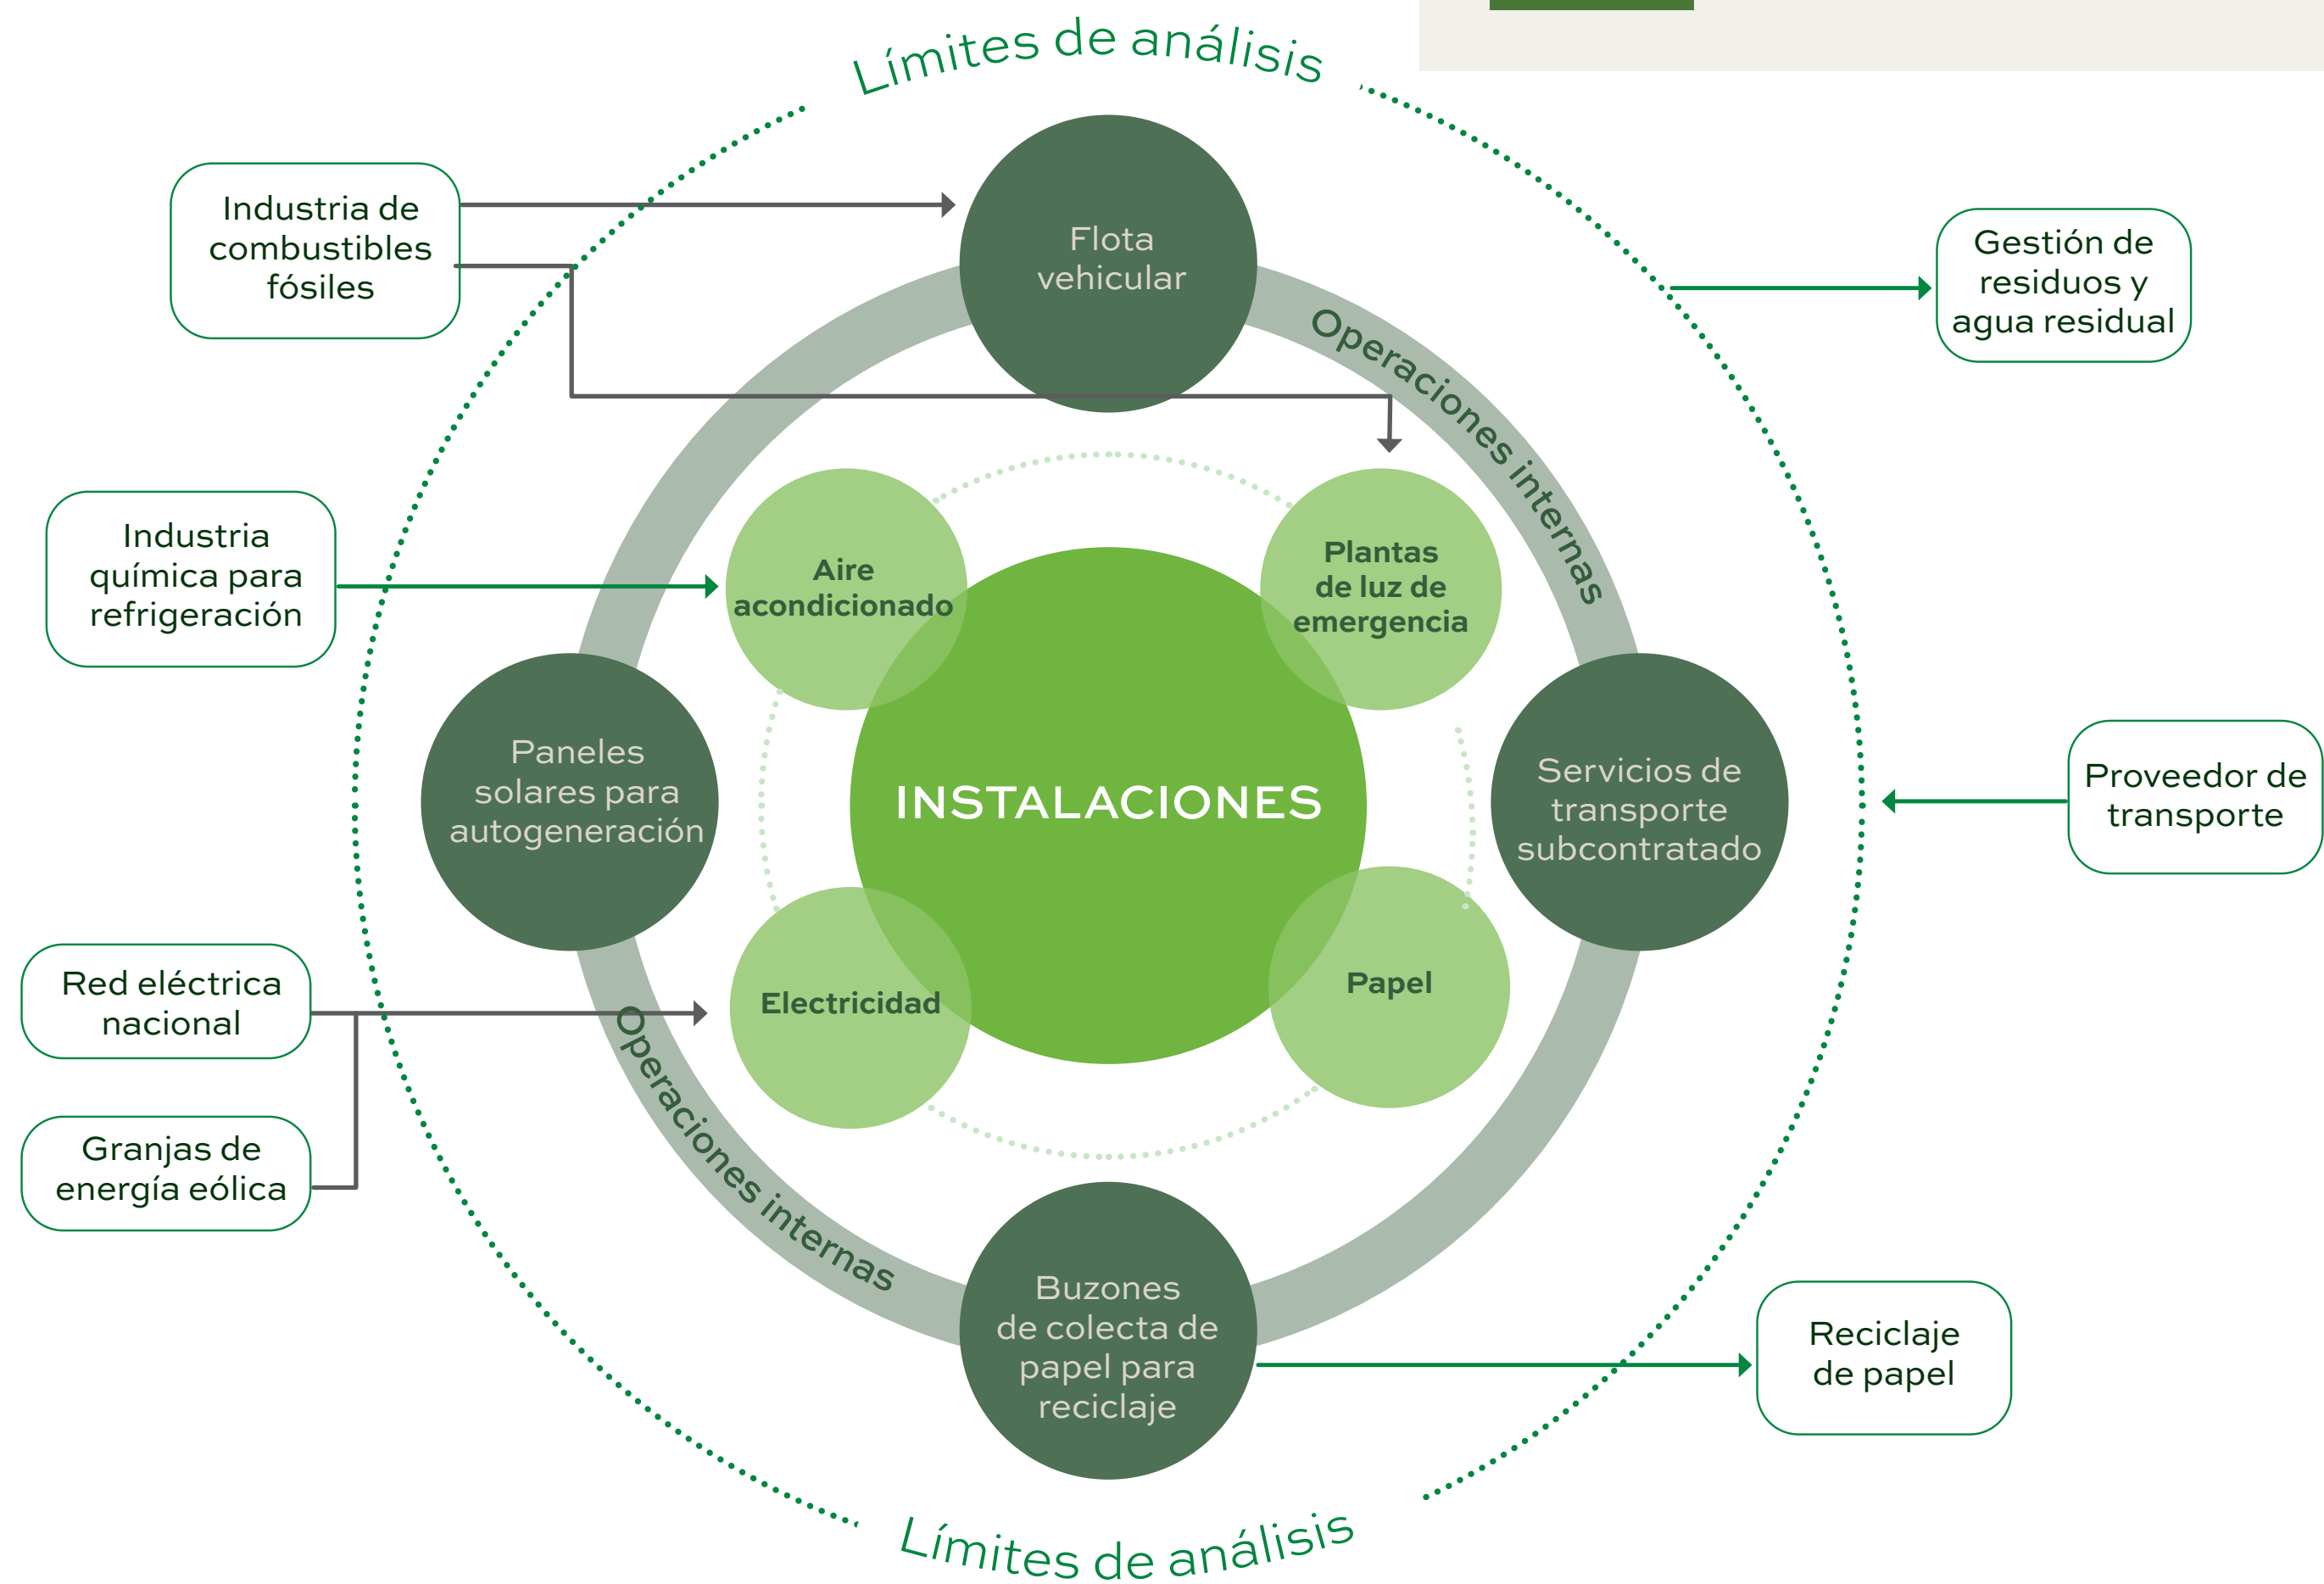 Límites de análisis
Industria de
combustibles
fósiles
Flota
vehicular
Gestión de
residuos y
agua residual
Operaciones internas
Industria
química para
refrigeración
Aire
acondicionado
Plantas
de luz de
emergencia
Paneles
solares para
autogeneración
INSTALACIONES
Servicios de
transporte
subcontratado
Proveedor de
transporte
Red eléctrica
nacional
Electricidad
Papel
Granjas de
energía eólica
Operaciones internas
Buzones
de colecta de
papel para
reciclaje
Reciclaje
de papel
Límites de análisis